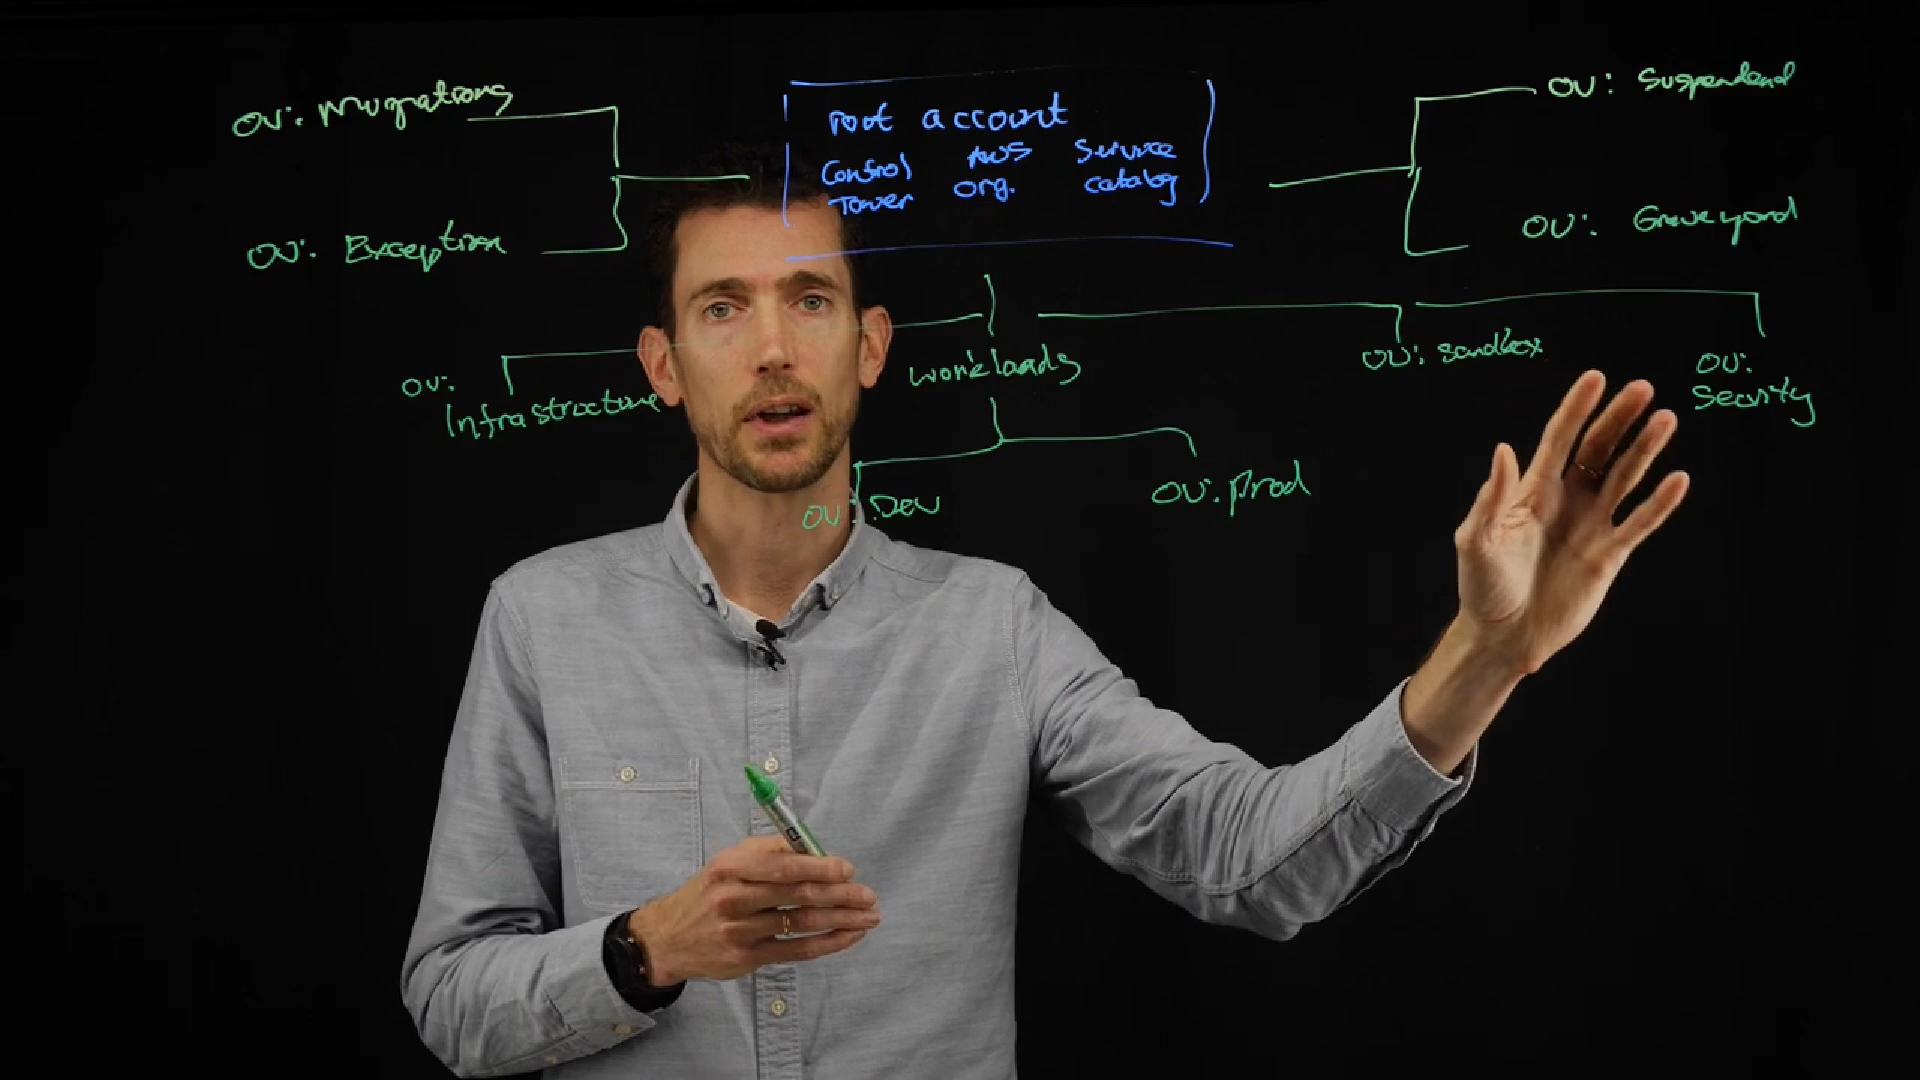 OU: Migrations
root account
OU: Suspended
Control Tower
AWS Org.
Service Catalog
OU: Exception
OU: Graveyard
OU: Infrastructure
Workloads
OU: Sandbox
OU: Security
OU: Dev
OU: Prod